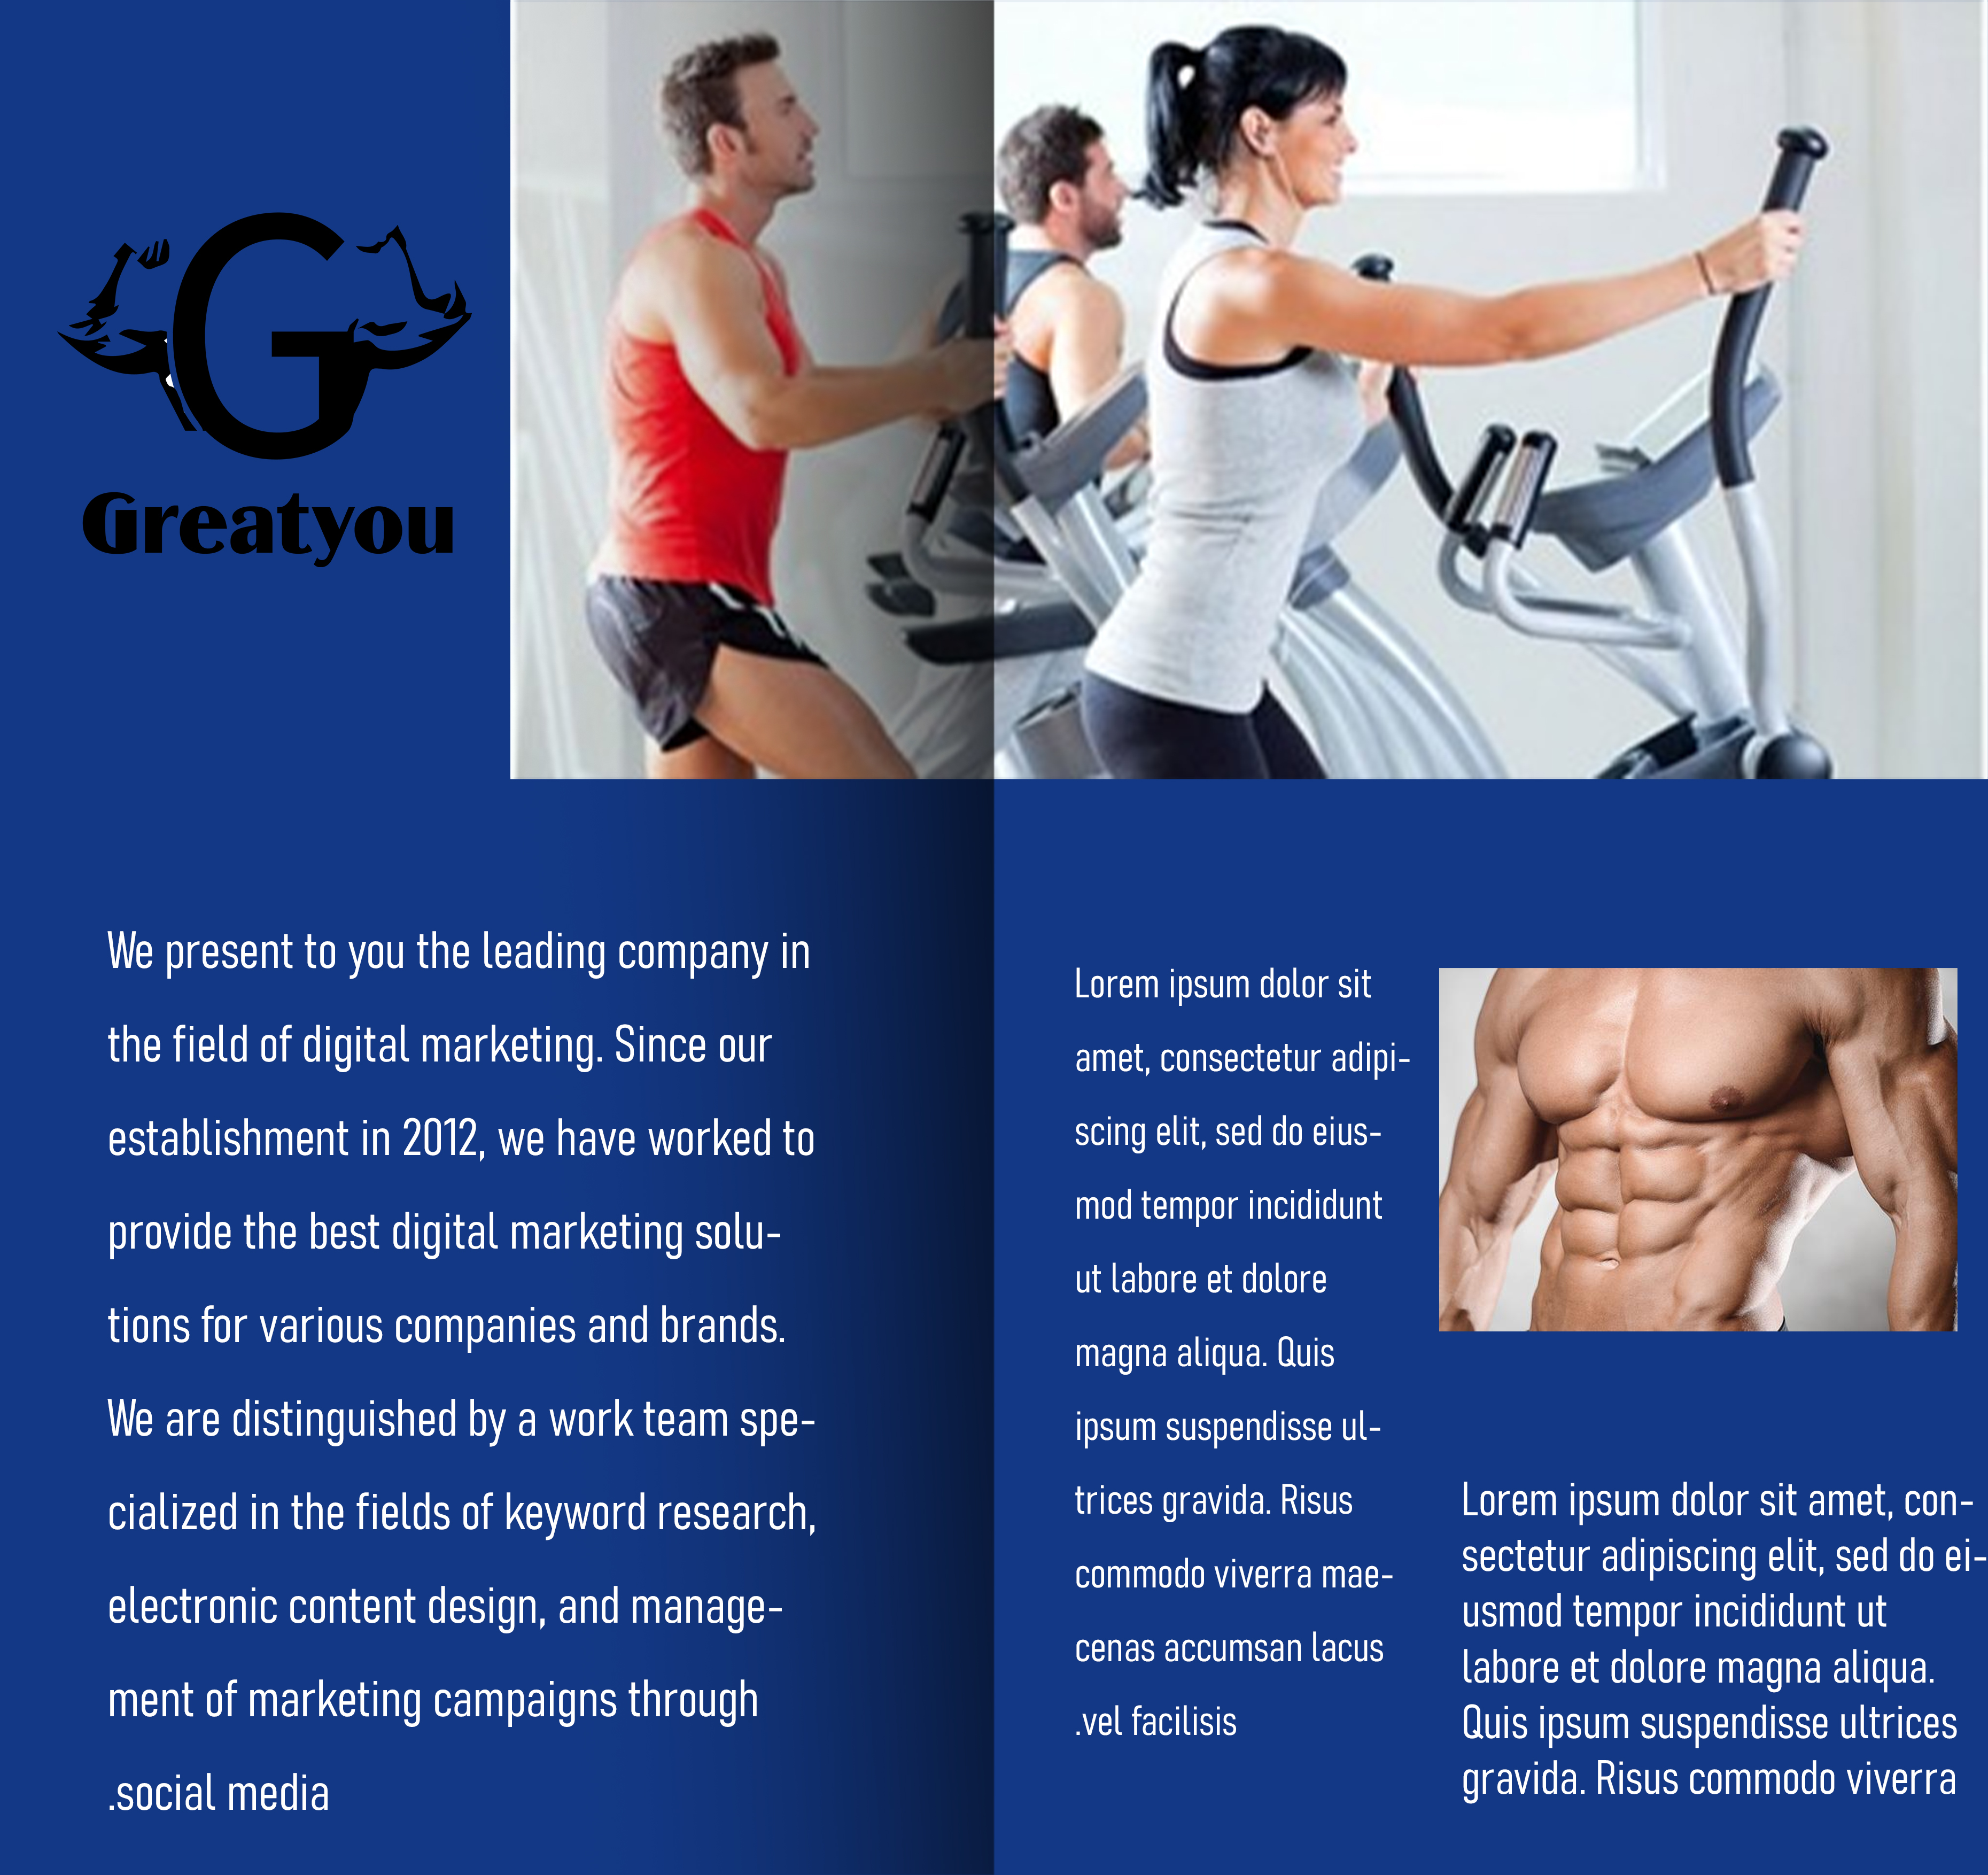 G
Greatyou
We present to you the leading company in
the field of digital marketing. Since our
establishment in 2012, we have worked to
provide the best digital marketing solu-
tions for various companies and brands.
We are distinguished by a work team spe-
cialized in the fields of keyword research,
electronic content design, and manage-
ment of marketing campaigns through
.social media
Lorem ipsum dolor sit
amet, consectetur adipi-
scing elit, sed do eius-
mod tempor incididunt
ut labore et dolore
magna aliqua. Quis
ipsum suspendisse ul-
trices gravida. Risus
commodo viverra mae-
cenas accumsan lacus
.vel facilisis
Lorem ipsum dolor sit amet, con-
sectetur adipiscing elit, sed do ei-
usmod tempor incididunt ut
labore et dolore magna aliqua.
Quis ipsum suspendisse ultrices
gravida. Risus commodo viverra